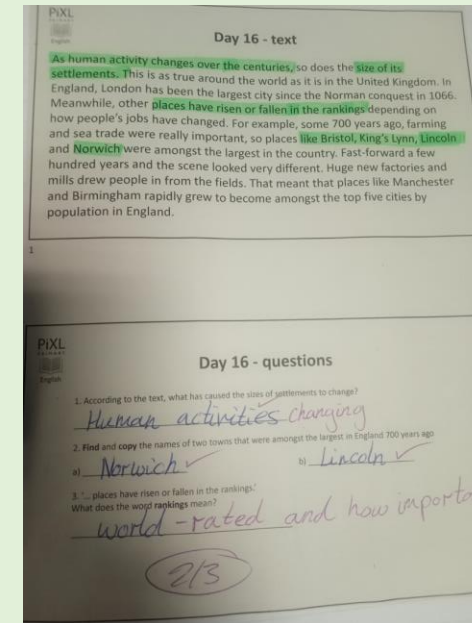 PiXL
English
Day 16 - text
As human activity changes over the centuries, so does the size of its
settlements. This is as true around the world as it is in the United Kingdom. In
England, London has been the largest city since the Norman conquest in 1066.
Meanwhile, other places have risen or fallen in the rankings depending on
how people's jobs have changed. For example, some 700 years ago, farming
and sea trade were really important, so places like Bristol, King's Lynn, Lincoln
and Norwich were amongst the largest in the country. Fast-forward a few
hundred years and the scene looked very different. Huge new factories and
mills drew people in from the fields. That meant that places like Manchester
and Birmingham rapidly grew to become amongst the top five cities by
population in England.
1
PiXL
English
Day 16 - questions
1. According to the text, what has caused the sizes of settlements to change?
Human activities changing
2. Find and copy the names of two towns that were amongst the largest in England 700 years ago
a) Norwich b) Lincoln
3. '... places have risen or fallen in the rankings.'
What does the word rankings mean?
world-rated and how importa
2/3